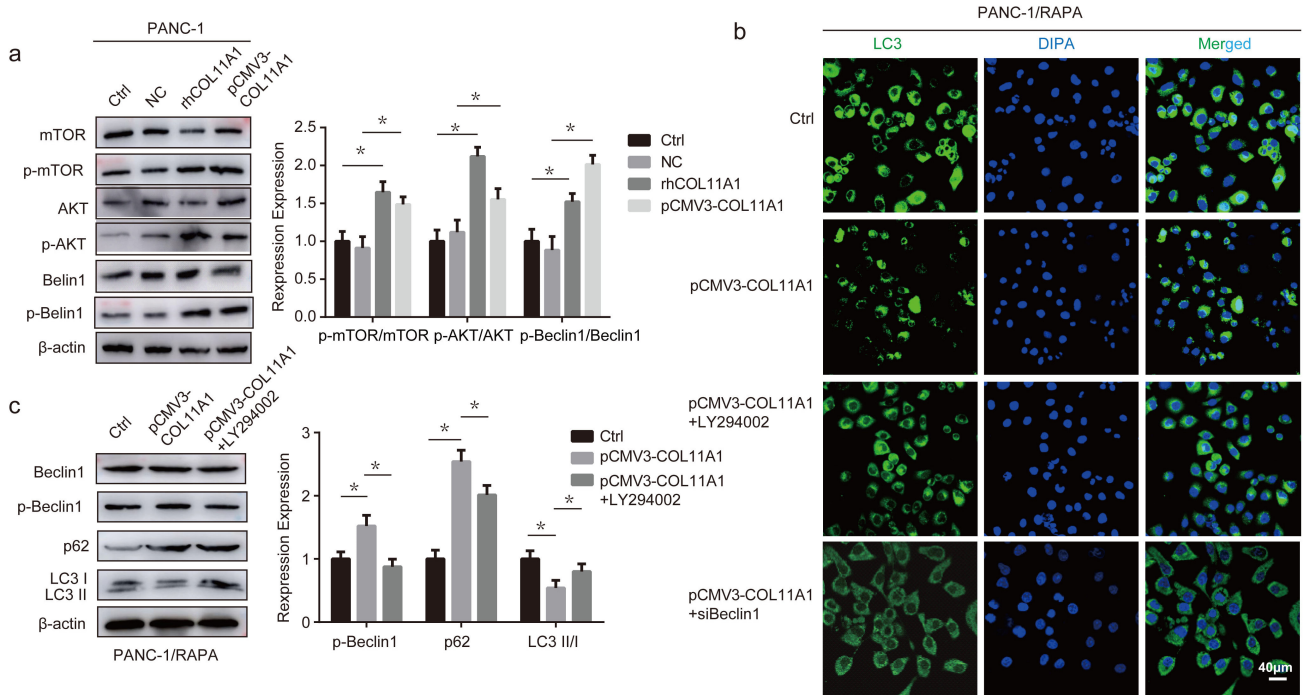 a
PANC-1
Ctrl
NC
rhCOL11A1
pCMV3-
COL11A1
mTOR
p-mTOR
AKT
p-AKT
Belin1
p-Belin1
β-actin
Rexpression Expression
2.5
2.0
1.5
1.0
0.5
0.0
* * * * * *
p-mTOR/mTOR p-AKT/AKT p-Beclin1/Beclin1
Ctrl
NC
rhCOL11A1
pCMV3-COL11A1
b
PANC-1/RAPA
LC3 DIPA Merged
Ctrl
pCMV3-COL11A1
pCMV3-COL11A1
+LY294002
pCMV3-COL11A1
+siBeclin1
40μm
c
Ctrl
pCMV3-
COL11A1
pCMV3-COL11A1
+LY294002
Beclin1
p-Beclin1
p62
LC3 I
LC3 II
β-actin
PANC-1/RAPA
Rexpression Expression
3
2
1
0
* * * * * *
p-Beclin1 p62 LC3 II/I
Ctrl
pCMV3-COL11A1
pCMV3-COL11A1
+LY294002